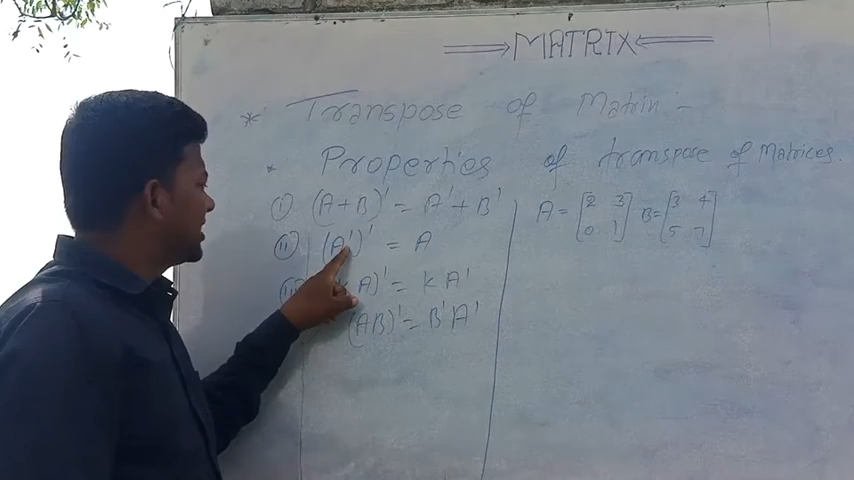 ⇒ MATRIX ⇐
* Transpose of Matrix :-
* Properties of transpose of Matrices.
(i) (A+B)' = A' + B'
(ii) (A')' = A
A)' = K A'
(AB)' = B'A'
A = [2 3 B = [3 4
0 1] 5 7]